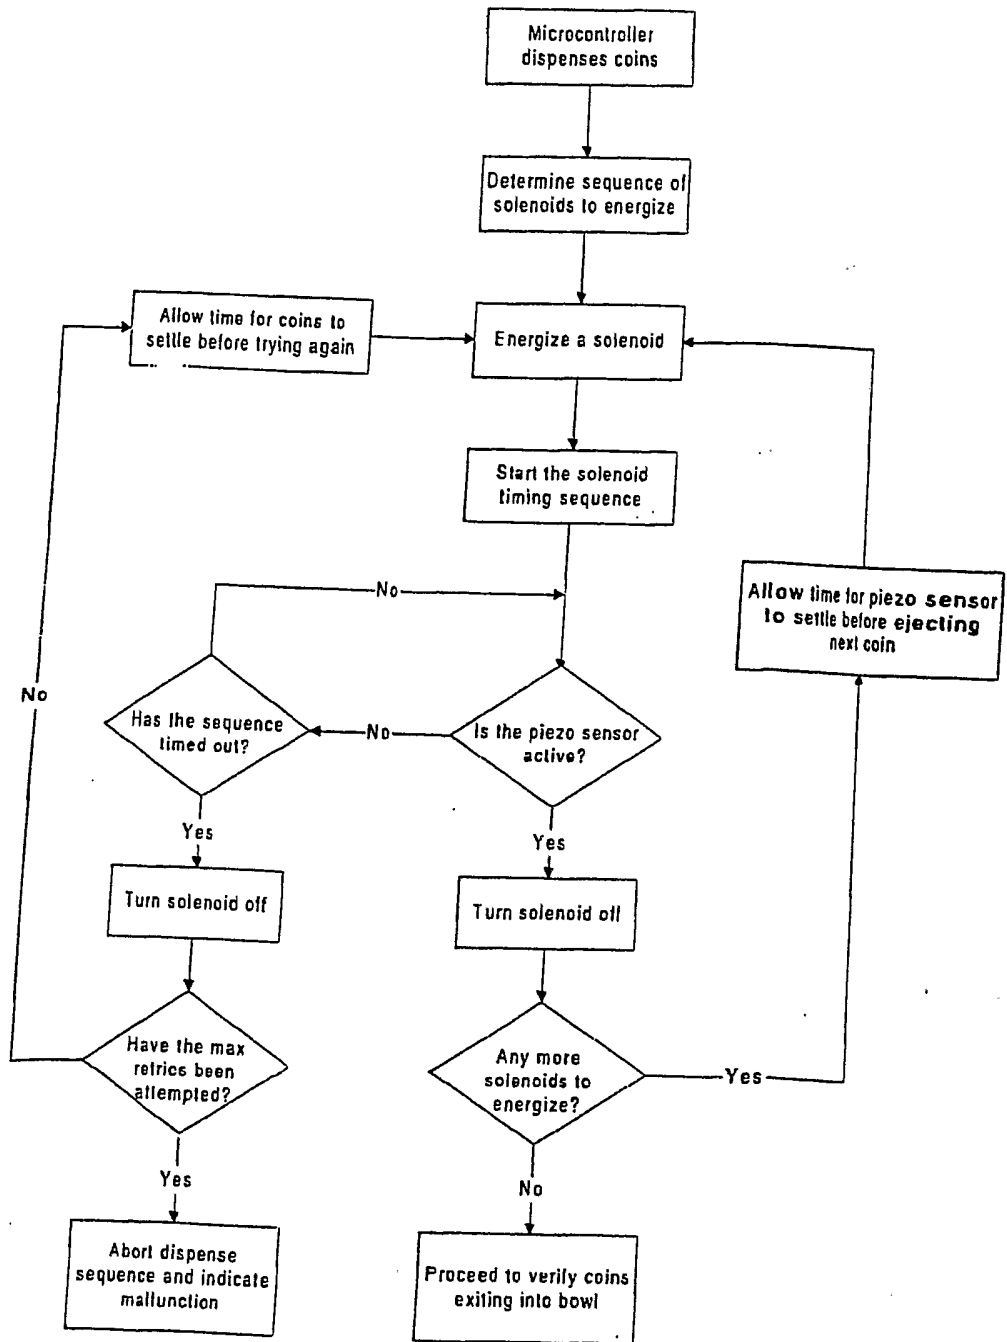 Microcontroller
dispenses coins
Determine sequence of
solenoids to energize
Allow time for coins to
settle before trying again
Energize a solenoid
Start the solenoid
timing sequence
No
Allow time for piezo sensor
to settle before ejecting
next coin
No
Has the sequence
timed out?
No
Is the piezo sensor
active?
Yes
Yes
Turn solenoid off
Turn solenoid off
Have the max
retries been
attempted?
Any more
solenoids to
energize?
Yes
Yes
No
Abort dispense
sequence and indicate
malfunction
Proceed to verify coins
exiting into bowl